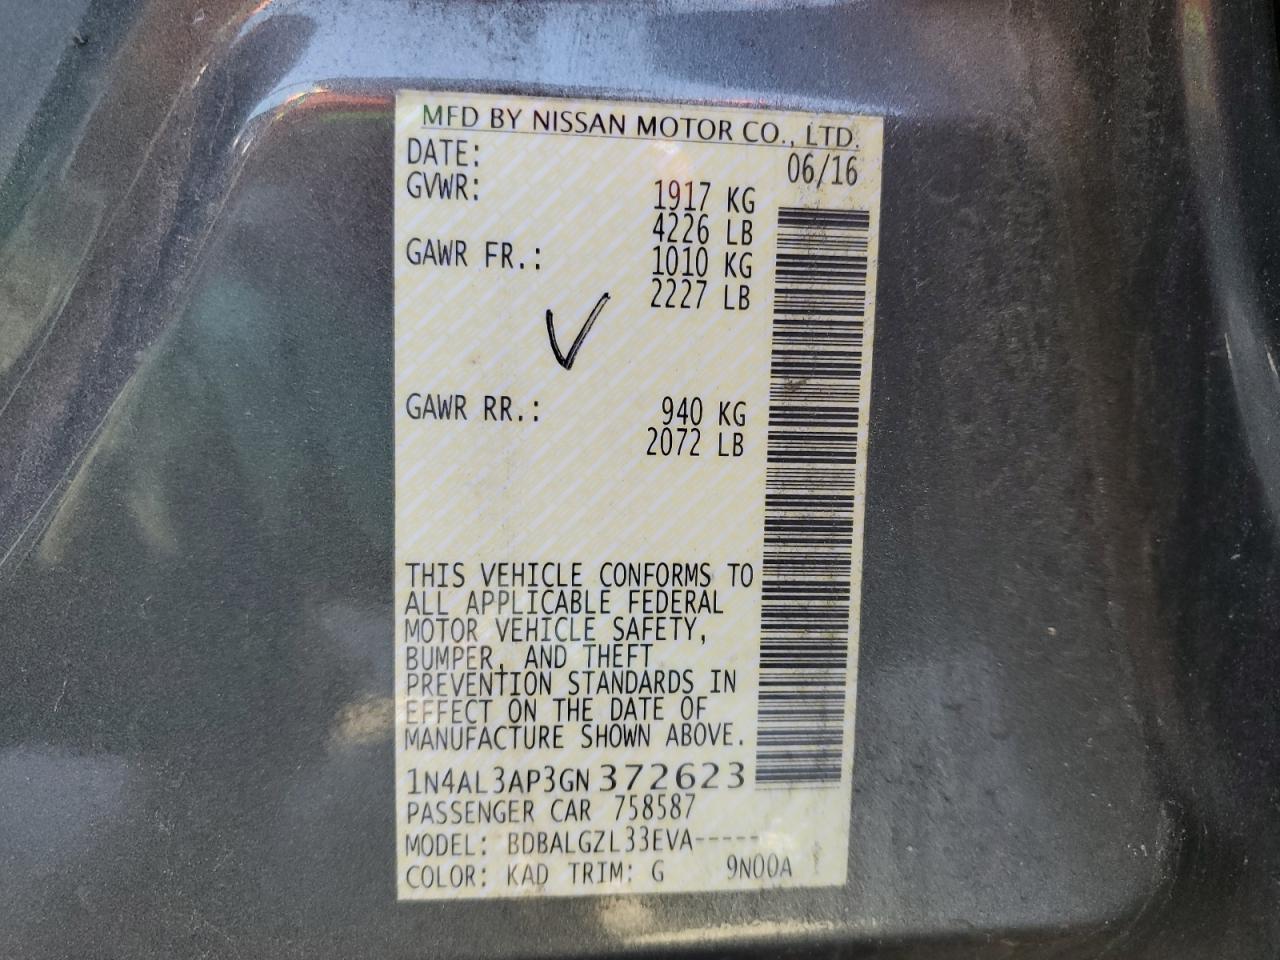 MFD BY NISSAN MOTOR CO., LTD.
DATE: 06/16
GVWR: 1917 KG
4226 LB
GAWR FR.: 1010 KG
2227 LB
GAWR RR.: 940 KG
2072 LB
THIS VEHICLE CONFORMS TO
ALL APPLICABLE FEDERAL
MOTOR VEHICLE SAFETY,
BUMPER, AND THEFT
PREVENTION STANDARDS IN
EFFECT ON THE DATE OF
MANUFACTURE SHOWN ABOVE.
1N4AL3AP3GN372623
PASSENGER CAR 758587
MODEL: BDBALGZL33EVA-----
COLOR: KAD TRIM: G 9N00A